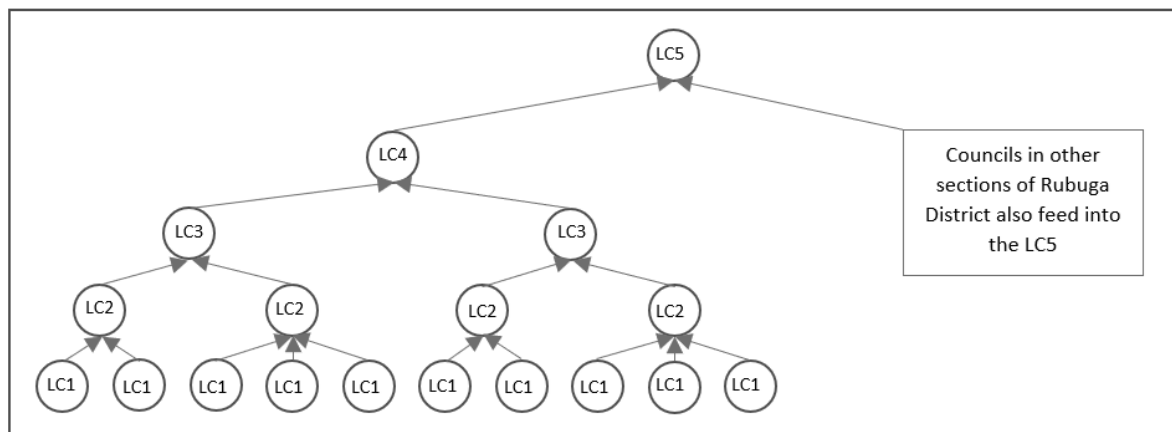 LC5
LC4
Councils in other
sections of Rubuga
District also feed into
the LC5
LC3
LC3
LC2
LC2
LC2
LC2
LC1
LC1
LC1
LC1
LC1
LC1
LC1
LC1
LC1
LC1